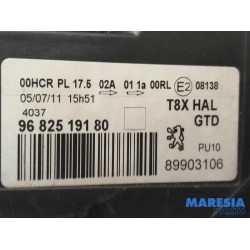 00HCR PL 17.5 02A 01 1a 00RL E2 08138
05/07/11 15h51
4037
T8X HAL
GTD
96 825 191 80
PU10
89903106
MARESIA